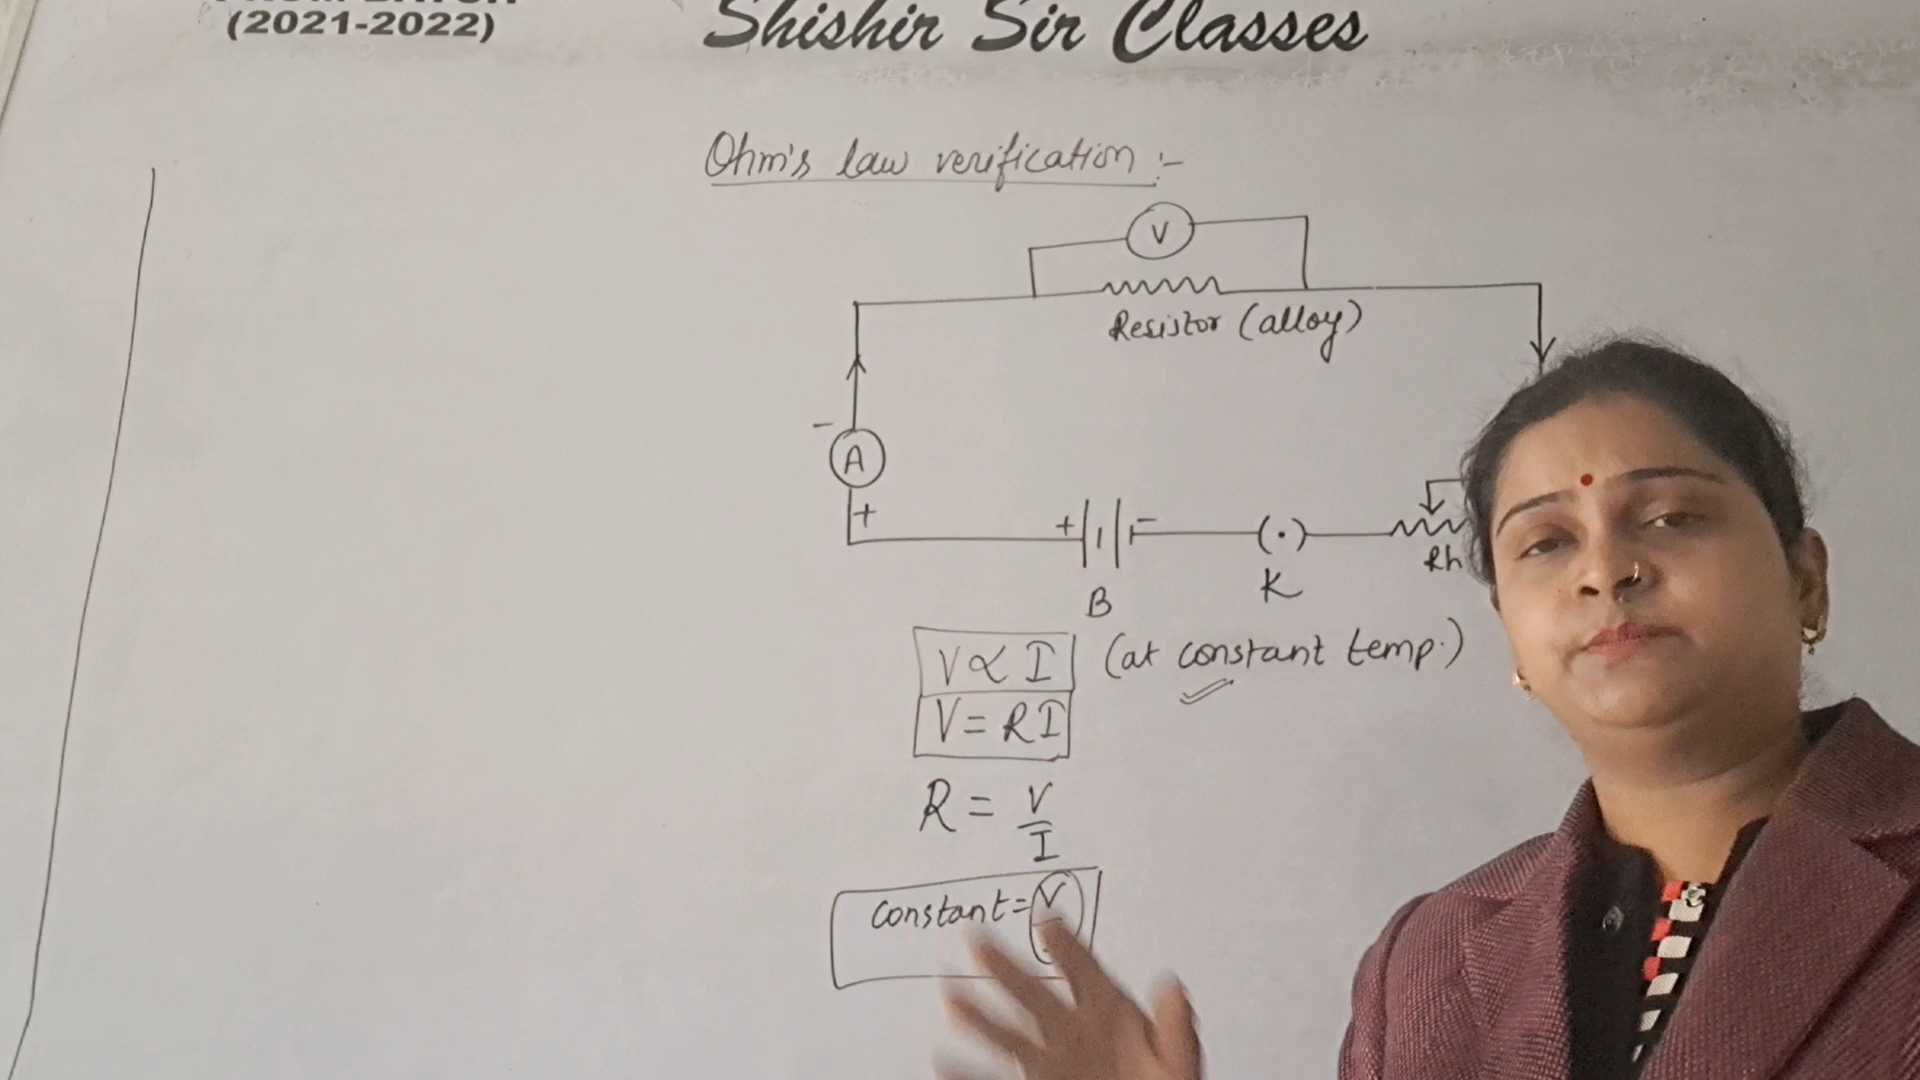 (2021-2022)
Shishir Sir Classes
Ohm's law verification :-
V
Resistor (alloy)
-
A
+
+ -
B
K
Rh
V ∝ I (at constant temp.)
V = RI
R = V/I
Constant = V